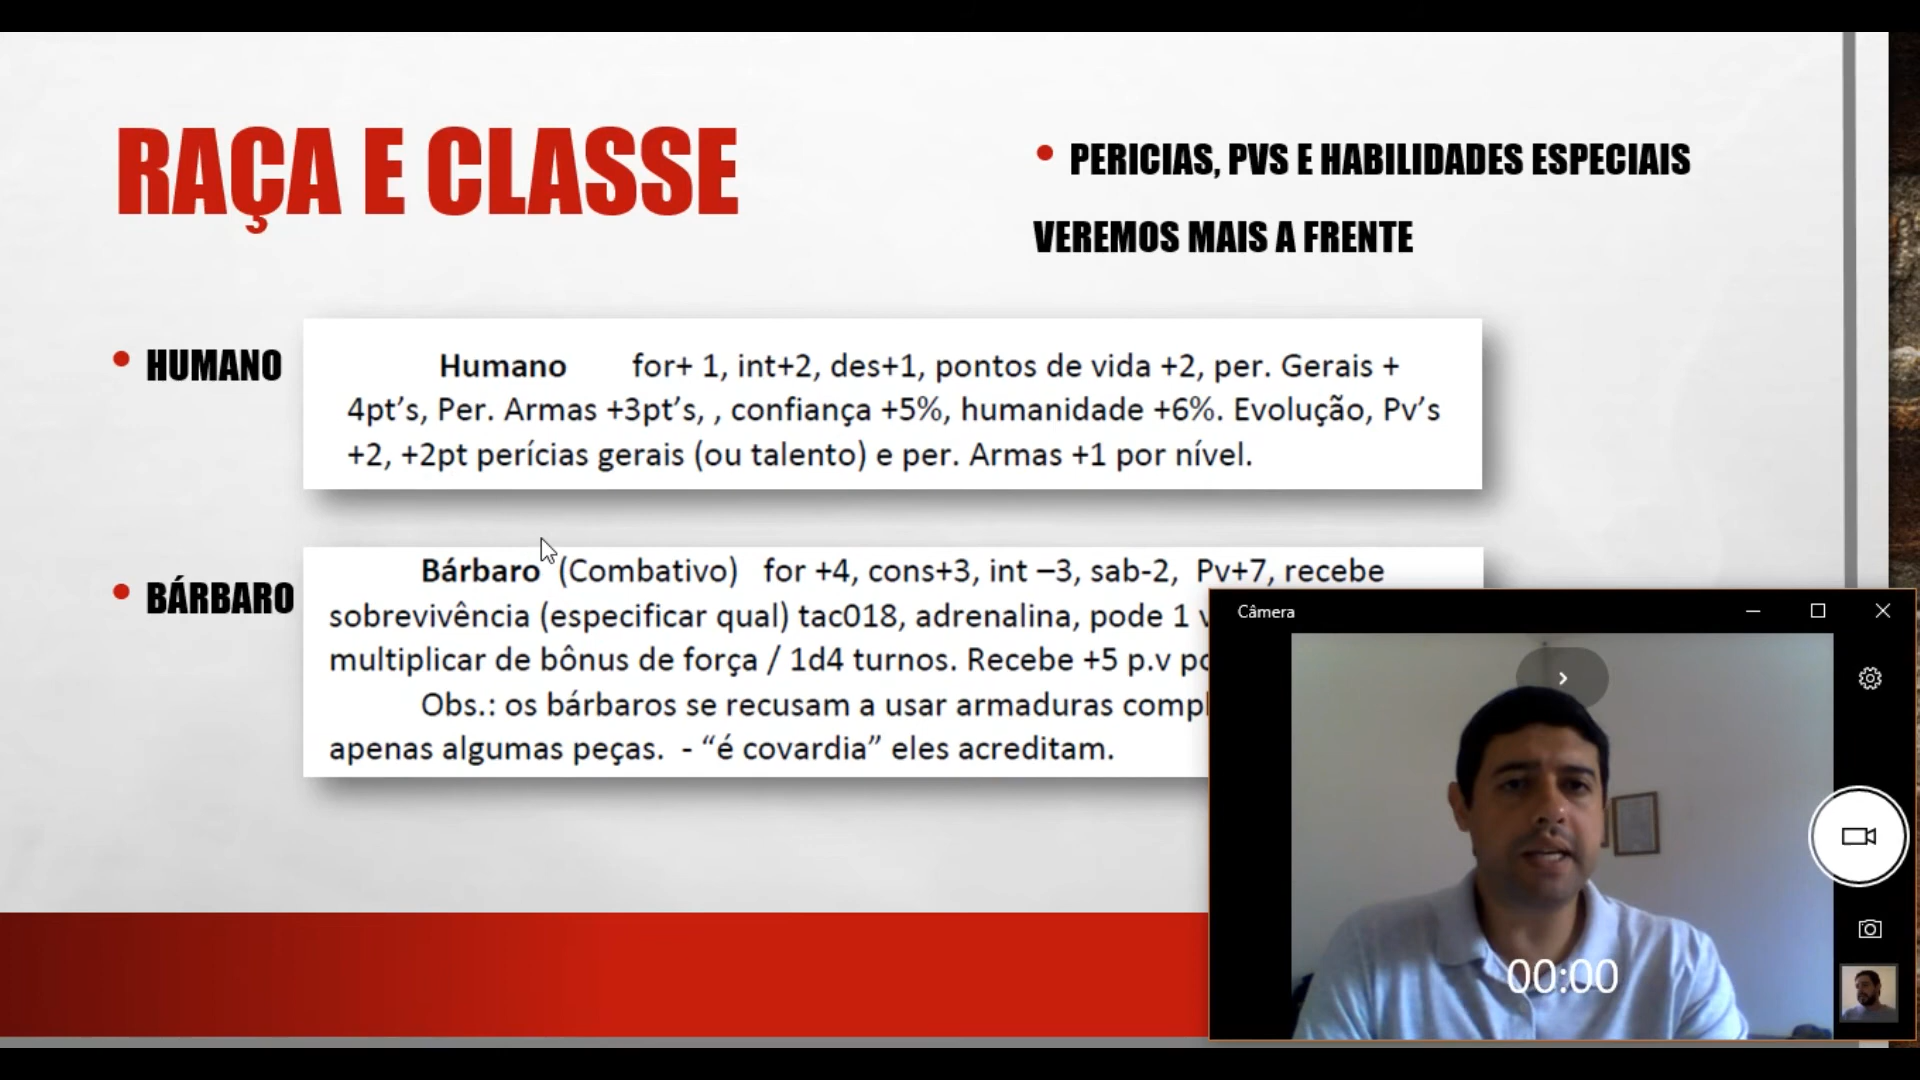 RAÇA E CLASSE
PERICIAS, PVS E HABILIDADES ESPECIAIS
VEREMOS MAIS A FRENTE
HUMANO
Humano for+ 1, int+2, des+1, pontos de vida +2, per. Gerais +
4pt’s, Per. Armas +3pt’s, , confiança +5%, humanidade +6%. Evolução, Pv’s
+2, +2pt perícias gerais (ou talento) e per. Armas +1 por nível.
BÁRBARO
Bárbaro (Combativo) for +4, cons+3, int –3, sab-2, Pv+7, recebe
sobrevivência (especificar qual) tac018, adrenalina, pode 1
multiplicar de bônus de força / 1d4 turnos. Recebe +5 p.v
Obs.: os bárbaros se recusam a usar armaduras
apenas algumas peças. - “é covardia” eles acreditam.
Câmera
00:00